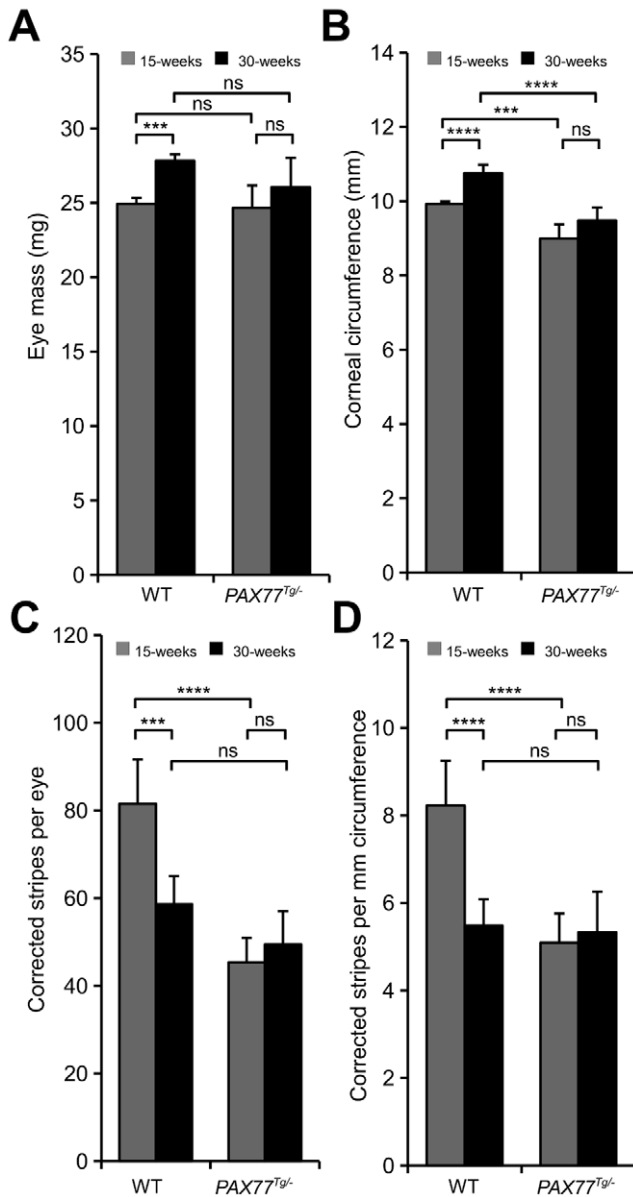 A
15-weeks 30-weeks
Eye mass (mg)
35
30
25
20
15
10
5
0
ns
ns
***
ns
WT PAX77Tg/-
B
15-weeks 30-weeks
Corneal circumference (mm)
14
12
10
8
6
4
2
0
****
***
****
ns
WT PAX77Tg/-
C
15-weeks 30-weeks
Corrected stripes per eye
120
100
80
60
40
20
0
****
***
ns
ns
WT PAX77Tg/-
D
15-weeks 30-weeks
Corrected stripes per mm circumference
12
10
8
6
4
2
0
****
****
ns
ns
WT PAX77Tg/-